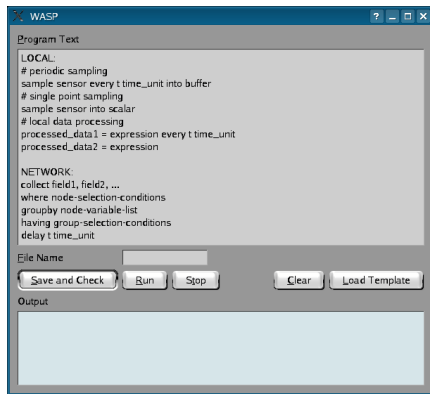 WASP
Program Text
LOCAL:
# periodic sampling
sample sensor every t time_unit into buffer
# single point sampling
sample sensor into scalar
# local data processing
processed_data1 = expression every t time_unit
processed_data2 = expression
NETWORK:
collect field1, field2, ...
where node-selection-conditions
groupby node-variable-list
having group-selection-conditions
delay t time_unit
File Name
Save and Check Run Stop Clear Load Template
Output